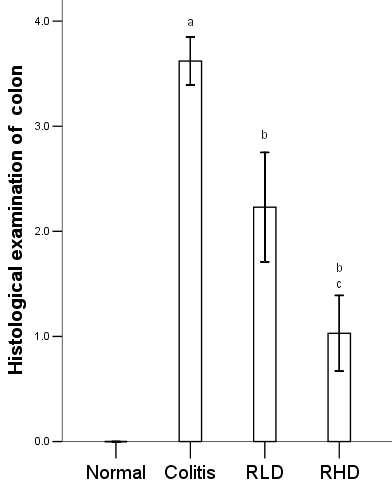 Histological examination of colon
4.0
3.0
2.0
1.0
0.0
a
b
b
c
Normal Colitis RLD RHD